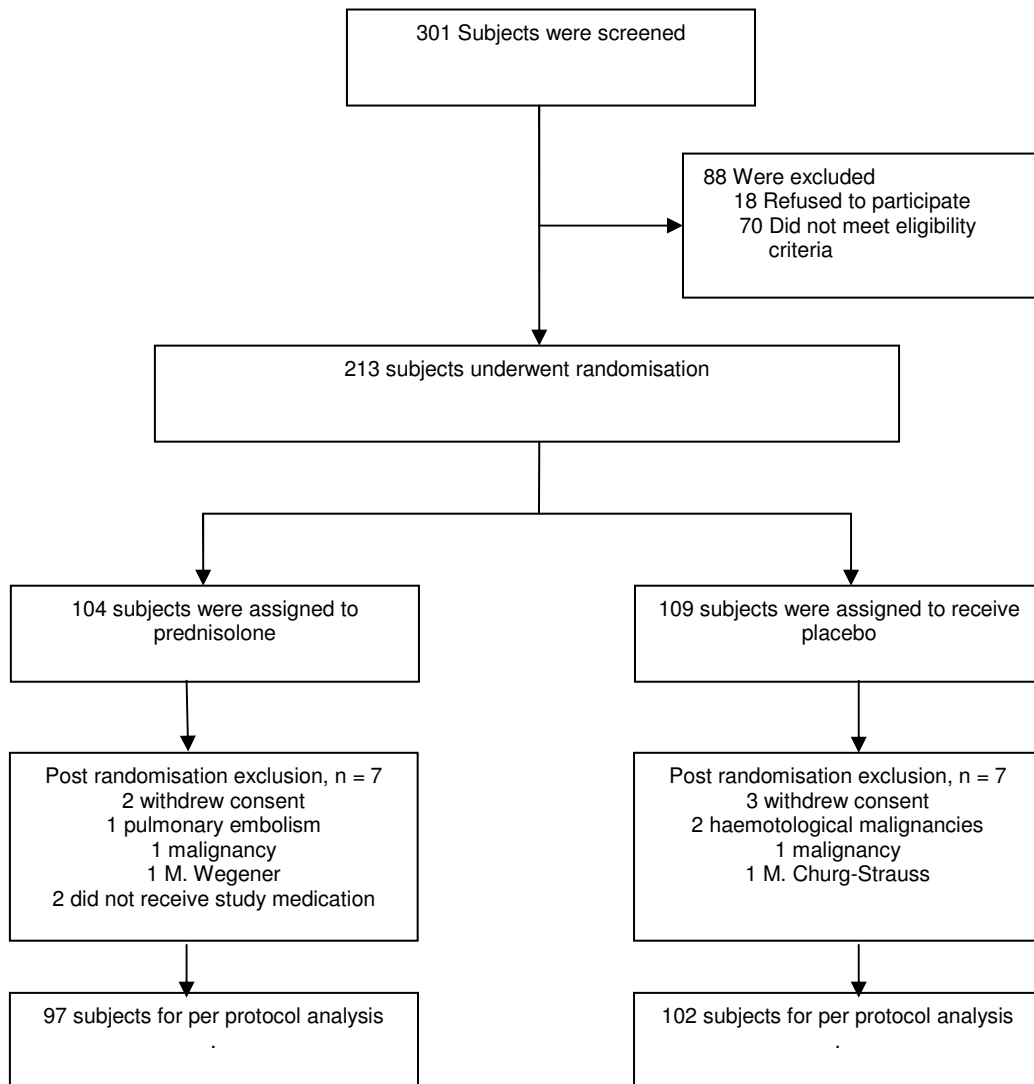 301 Subjects were screened
88 Were excluded
18 Refused to participate
70 Did not meet eligibility
criteria
213 subjects underwent randomisation
104 subjects were assigned to
prednisolone
109 subjects were assigned to receive
placebo
Post randomisation exclusion, n = 7
2 withdrew consent
1 pulmonary embolism
1 malignancy
1 M. Wegener
2 did not receive study medication
Post randomisation exclusion, n = 7
3 withdrew consent
2 haemotological malignancies
1 malignancy
1 M. Churg-Strauss
97 subjects for per protocol analysis
.
102 subjects for per protocol analysis
.